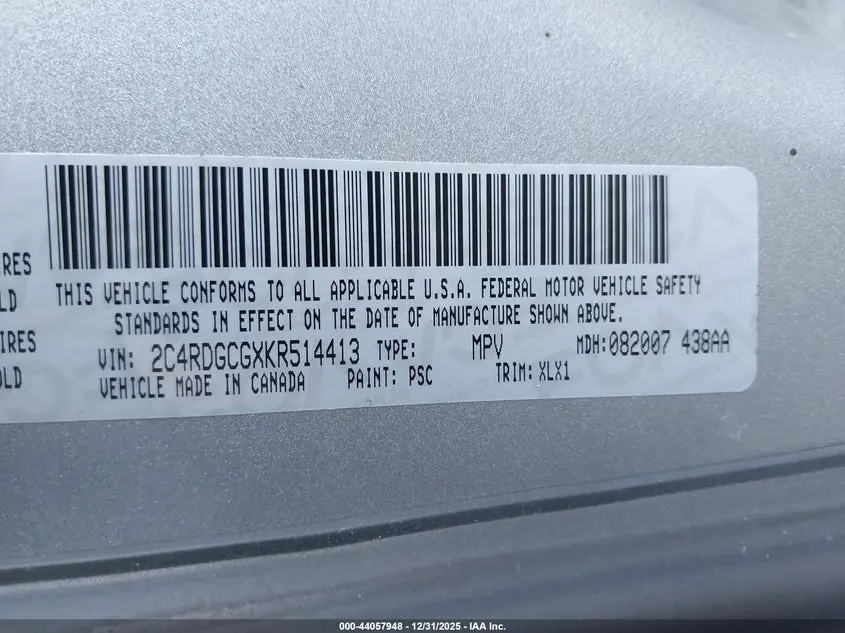 RES
LD
IRES
OLD
THIS VEHICLE CONFORMS TO ALL APPLICABLE U.S.A. FEDERAL MOTOR VEHICLE SAFETY
STANDARDS IN EFFECT ON THE DATE OF MANUFACTURE SHOWN ABOVE.
VIN: 2C4RDGCGXKR514413 TYPE: MPV MDH:082007 438AA
VEHICLE MADE IN CANADA PAINT: PSC TRIM: XLX1
000-44057948 - 12/31/2025 - IAA Inc.